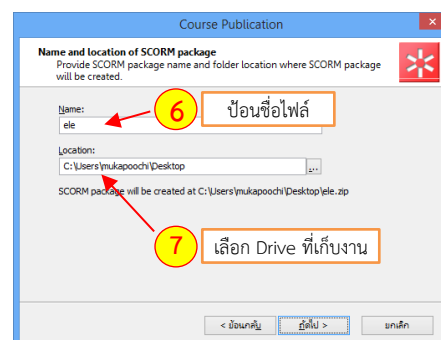 Course Publication
Name and location of SCORM package
Provide SCORM package name and folder location where SCORM package
will be created.
Name:
6 ป้อนชื่อไฟล์
ele
Location:
C:\Users\mukapoochi\Desktop
...
SCORM package will be created at C:\Users\mukapoochi\Desktop\ele.zip
7 เลือก Drive ที่เก็บงาน
< ย้อนกลับ ถัดไป > ยกเลิก